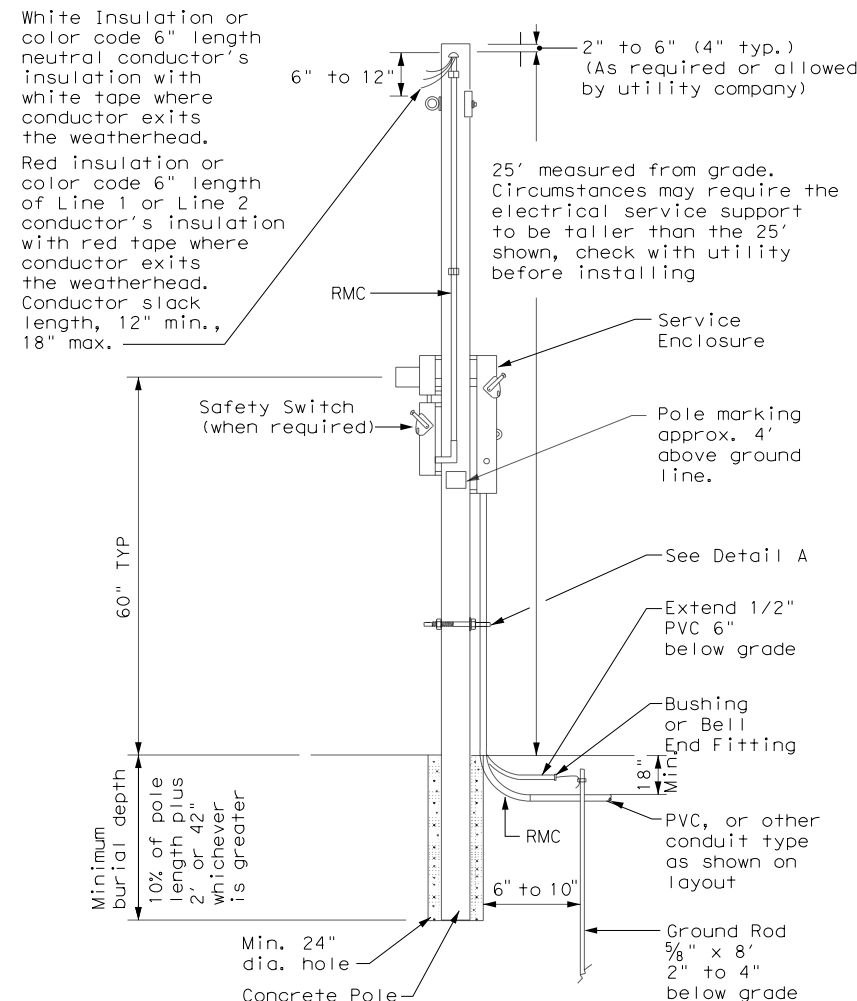 White Insulation or
color code 6" length
neutral conductor's
insulation with
white tape where
conductor exits
the weatherhead.
Red insulation or
color code 6" length
of Line 1 or Line 2
conductor's insulation
with red tape where
conductor exits
the weatherhead.
Conductor slack
length, 12" min.,
18" max.
6" to 12"
2" to 6" (4" typ.)
(As required or allowed
by utility company)
25' measured from grade.
Circumstances may require the
electrical service support
to be taller than the 25'
shown, check with utility
before installing
RMC
Service
Enclosure
Safety Switch
(when required)
Pole marking
approx. 4'
above ground
line.
60" TYP
See Detail A
Extend 1/2"
PVC 6"
below grade
Bushing
or Bell
End Fitting
18"
Min.
Minimum
burial depth
10% of pole
length plus
2' or 42"
whichever
is greater
RMC
PVC, or other
conduit type
as shown on
layout
6" to 10"
Min. 24"
dia. hole
Concrete Pole
Ground Rod
⅝" x 8'
2" to 4"
below grade